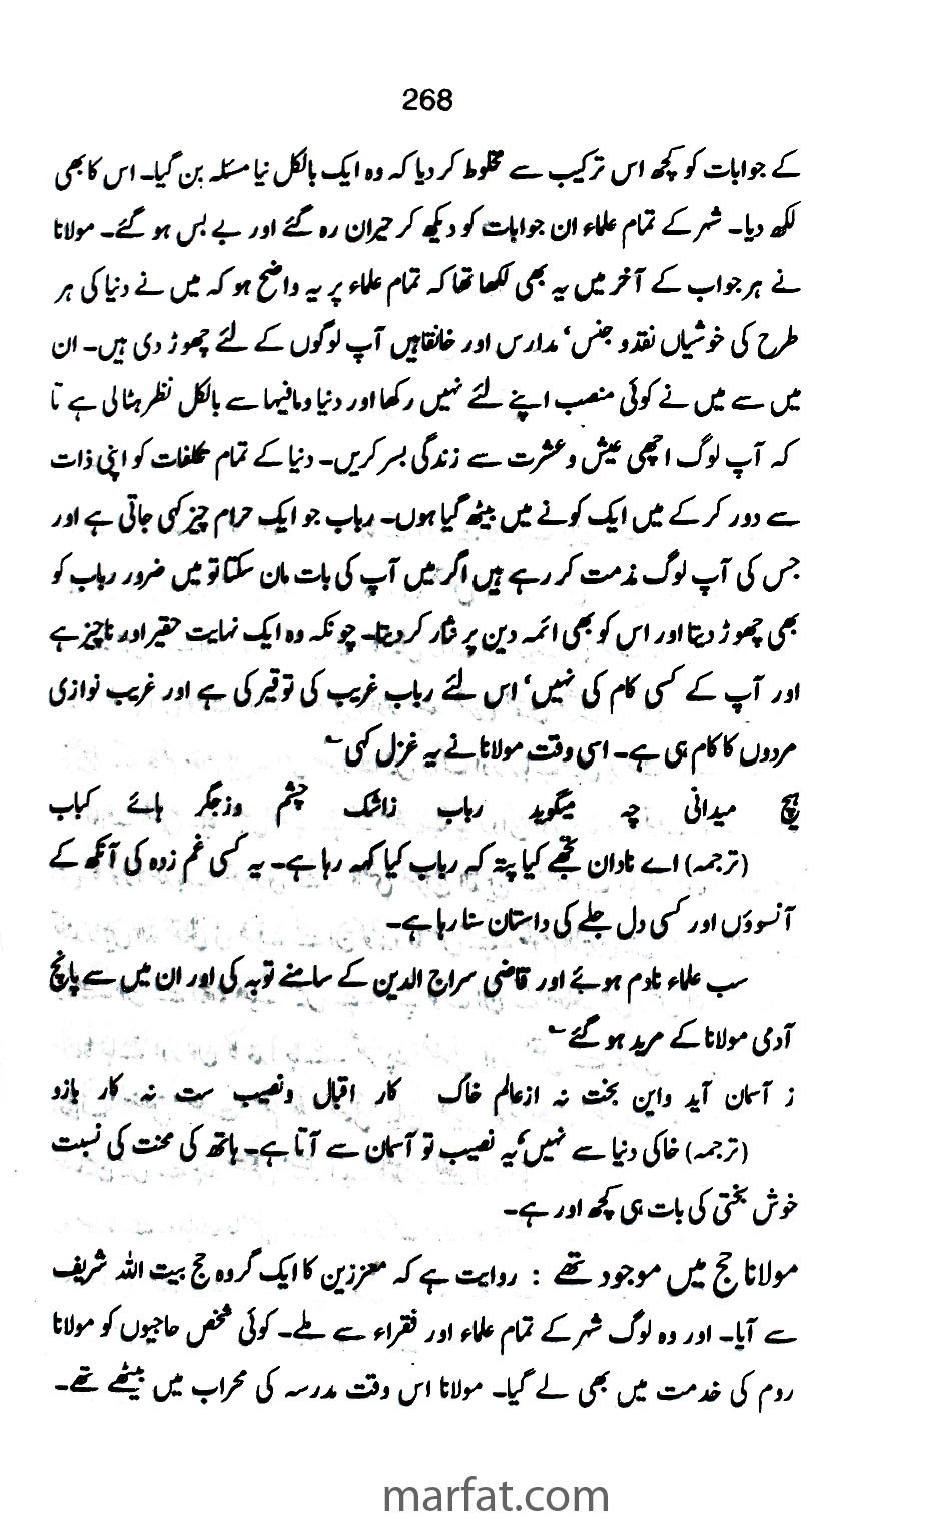 268
کے جوابات کو کچھ اس ترکیب سے مخلوط کر دیا کہ وہ ایک بالکل نیا مسئلہ بن گیا۔ اس کا بھی
لکھ دیا۔ شہر کے تمام علماء ان جوابات کو دیکھ کر حیران رہ گئے اور بے بس ہو گئے۔ مولانا
نے ہر جواب کے آخر میں یہ بھی لکھا تھا کہ تمام علماء پر یہ واضح ہو کہ میں نے دنیا کی ہر
طرح کی خوشیاں نقد و جنس‘ مدارس اور خانقاہیں آپ لوگوں کے لئے چھوڑ دی ہیں۔ ان
میں سے میں نے کوئی منصب اپنے لئے نہیں رکھا اور دنیا ومافیہا سے بالکل نظر ہٹا لی ہے تا
کہ آپ لوگ اچھی عیش و عشرت سے زندگی بسر کریں۔ دنیا کے تمام تکلفات کو اپنی ذات
سے دور کر کے میں ایک کونے میں بیٹھ گیا ہوں۔ رباب جو ایک حرام چیز کہی جاتی ہے اور
جس کی آپ لوگ مذمت کر رہے ہیں اگر میں آپ کی بات مان سکتا تو میں ضرور رباب کو
بھی چھوڑ دیتا اور اس کو بھی ائمہ دین پر نثار کر دیتا۔ چونکہ وہ ایک نہایت حقیر اور ناچیز ہے
اور آپ کے کسی کام کی نہیں‘ اس لئے رباب غریب کی توقیر کی ہے اور غریب نوازی
مردوں کا کام ہی ہے۔ اسی وقت مولانا نے یہ غزل کہی ؂
ہیچ میدانی چہ میگوید رباب زاشک چشم وزجگر ہائے کباب
(ترجمہ) اے نادان تجھے کیا پتہ کہ رباب کیا کہہ رہا ہے۔ یہ کسی غم زدہ کی آنکھ کے
آنسوؤں اور کسی دل جلے کی داستان سنا رہا ہے۔
سب علماء نادم ہوئے اور قاضی سراج الدین کے سامنے توبہ کی اور ان میں سے پانچ
آدمی مولانا کے مرید ہو گئے ؂
ز آسمان آید واین بخت نہ ازعالم خاک کار اقبال ونصیب ست نہ کار بازو
(ترجمہ) خاکی دنیا سے نہیں‘ یہ نصیب تو آسمان سے آتا ہے۔ ہاتھ کی محنت کی نسبت
خوش بختی کی بات ہی کچھ اور ہے۔
مولانا حج میں موجود تھے : روایت ہے کہ معززین کا ایک گروہ حج بیت اللہ شریف
سے آیا۔ اور وہ لوگ شہر کے تمام علماء اور فقراء سے ملے۔ کوئی شخص حاجیوں کو مولانا
روم کی خدمت میں بھی لے گیا۔ مولانا اس وقت مدرسہ کی محراب میں بیٹھے تھے۔
marfat.com